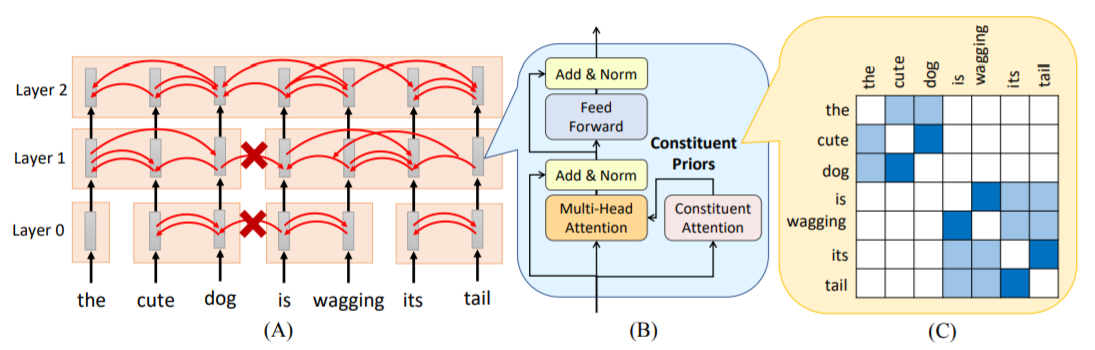 Layer 2
Layer 1
Layer 0
the cute dog is wagging its tail
(A)
Add & Norm
Feed
Forward
Constituent
Priors
Add & Norm
Multi-Head
Attention
Constituent
Attention
(B)
the cute dog is wagging its tail
the
cute
dog
is
wagging
its
tail
(C)